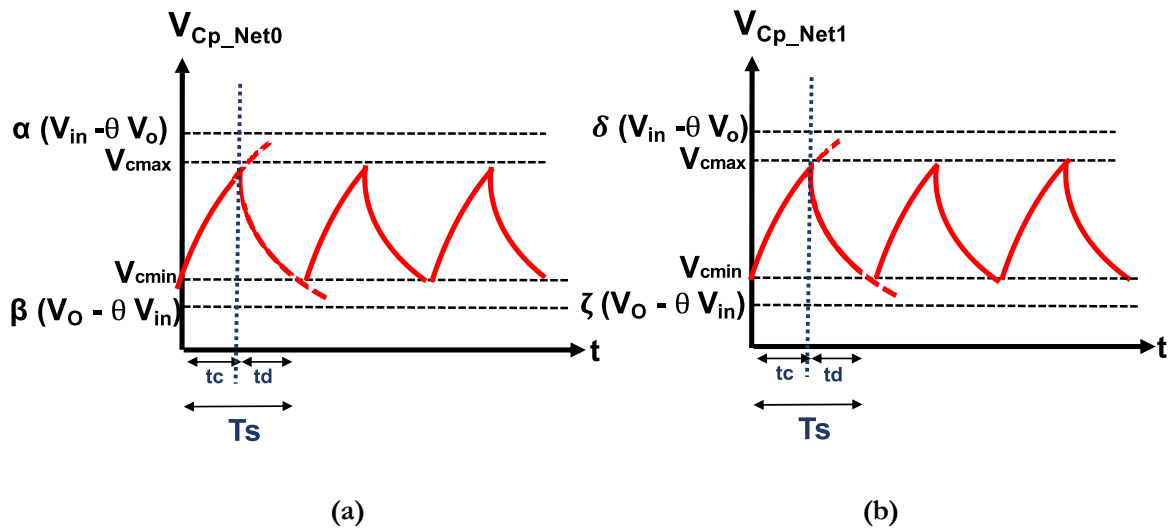 V_Cp_Net0
α (V_in -θ V_o)
V_cmax
V_cmin
β (V_O - θ V_in)
t
tc td
Ts
(a)
V_Cp_Net1
δ (V_in -θ V_o)
V_cmax
V_cmin
ζ (V_O - θ V_in)
t
tc td
Ts
(b)